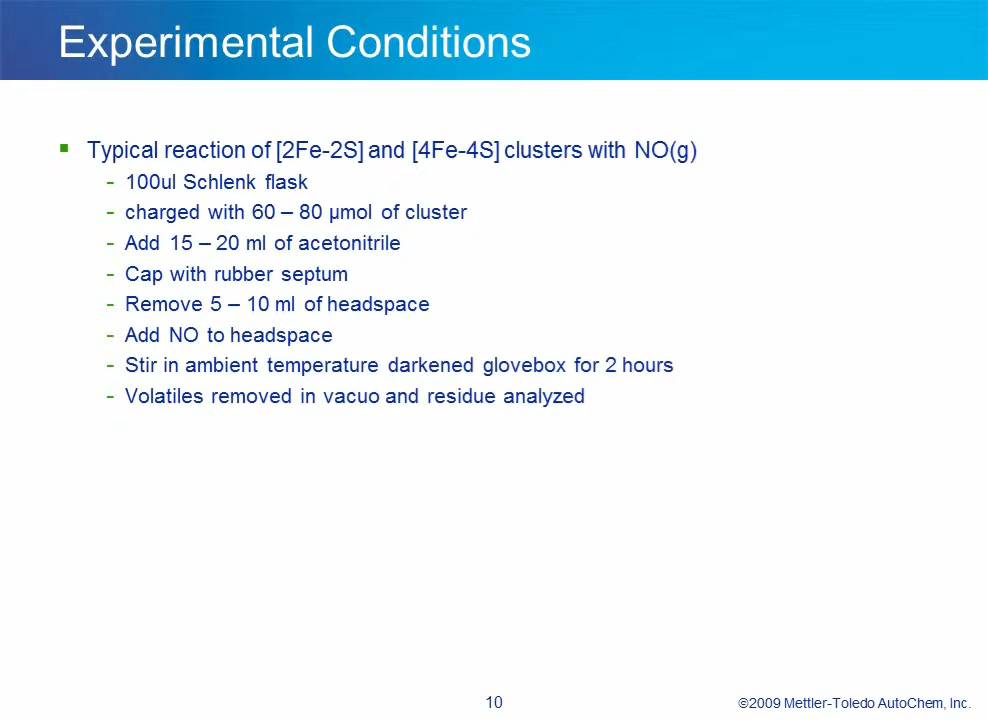 Experimental Conditions
▪ Typical reaction of [2Fe-2S] and [4Fe-4S] clusters with NO(g)
- 100ul Schlenk flask
- charged with 60 – 80 µmol of cluster
- Add 15 – 20 ml of acetonitrile
- Cap with rubber septum
- Remove 5 – 10 ml of headspace
- Add NO to headspace
- Stir in ambient temperature darkened glovebox for 2 hours
- Volatiles removed in vacuo and residue analyzed
10
©2009 Mettler-Toledo AutoChem, Inc.